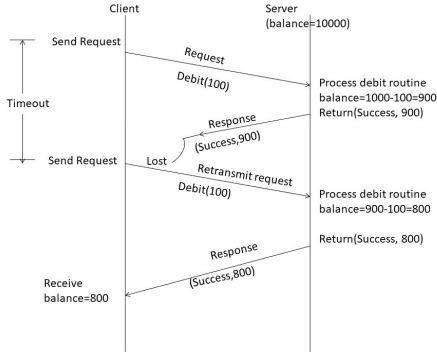 Client
Server
(balance=10000)
Send Request
Request
Debit(100)
Timeout
Process debit routine
balance=1000-100=900
Return(Success, 900)
Response
(Success,900)
Send Request
Lost
Retransmit request
Debit(100)
Process debit routine
balance=900-100=800
Return(Success, 800)
Response
(Success,800)
Receive
balance=800